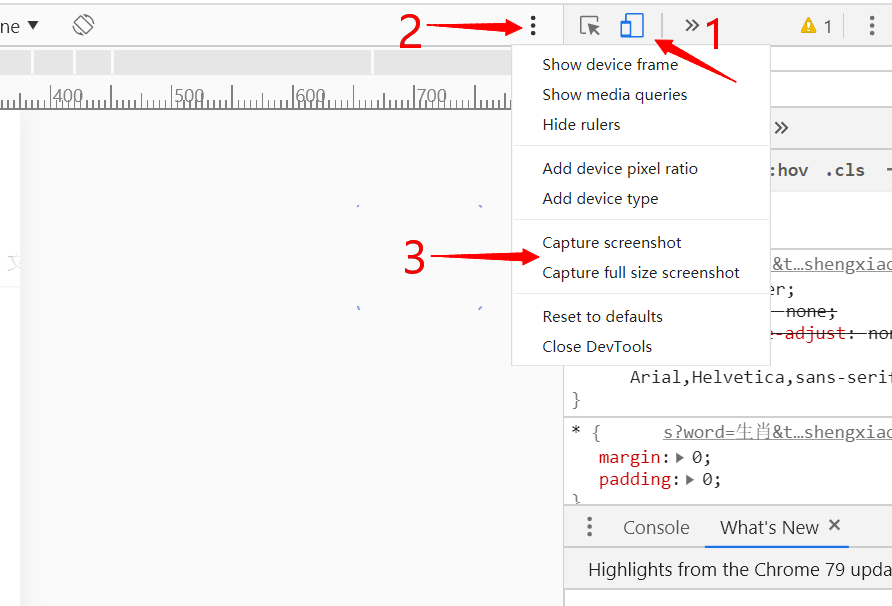 ne
2
1
1
Show device frame
Show media queries
Hide rulers
400
500
600
700
Add device pixel ratio
:hov .cls
Add device type
3
Capture screenshot
Capture full size screenshot
&t…shengxiao
er;
none;
-adjust: non
Reset to defaults
Close DevTools
Arial,Helvetica,sans-serif
}
* {
s?word=生肖&t…shengxiao
margin: 0;
padding: 0;
}
Console
What's New
Highlights from the Chrome 79 upda